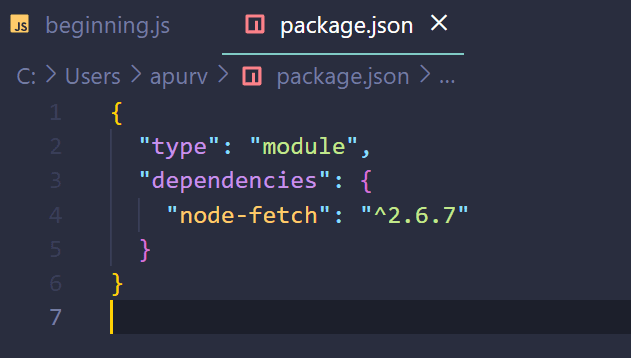 JS beginning.js package.json ×
C: > Users > apurv > package.json > ...
1 {
2 "type": "module",
3 "dependencies": {
4 "node-fetch": "^2.6.7"
5 }
6 }
7